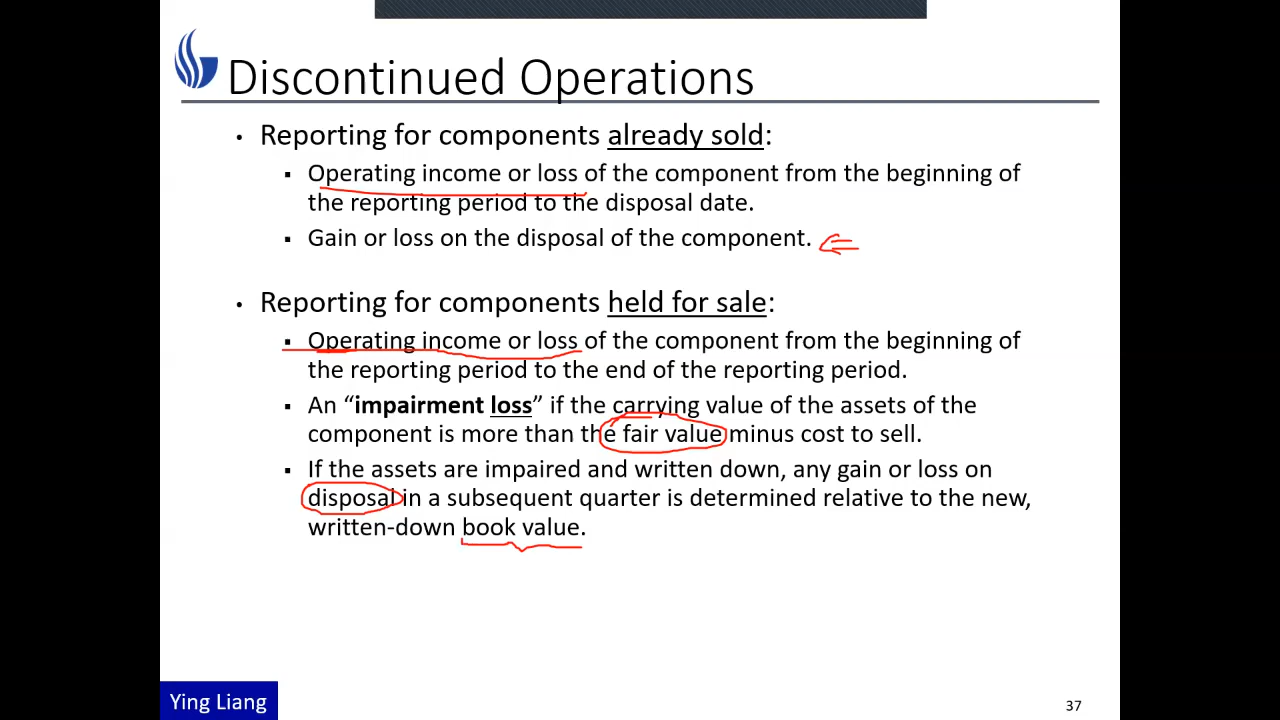 Discontinued Operations
• Reporting for components already sold:
▪ Operating income or loss of the component from the beginning of
the reporting period to the disposal date.
▪ Gain or loss on the disposal of the component.
• Reporting for components held for sale:
▪ Operating income or loss of the component from the beginning of
the reporting period to the end of the reporting period.
▪ An “impairment loss” if the carrying value of the assets of the
component is more than the fair value minus cost to sell.
▪ If the assets are impaired and written down, any gain or loss on
disposal in a subsequent quarter is determined relative to the new,
written-down book value.
Ying Liang
37